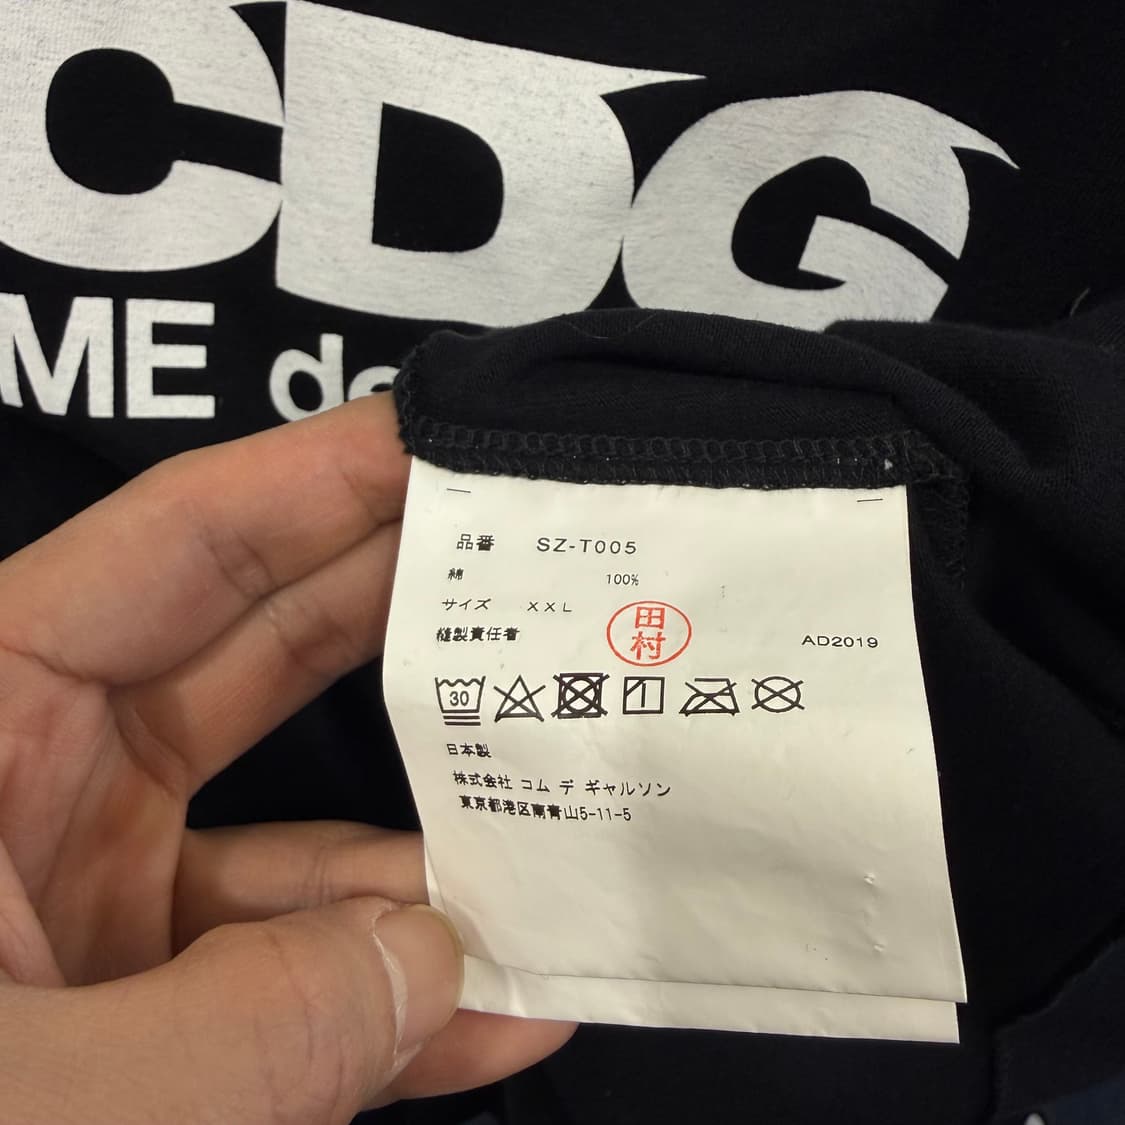 CDG
ME de
品番 SZ-T005
綿 100%
サイズ XXL
縫製責任者 田村 AD2019
30
日本製
株式会社 コム デ ギャルソン
東京都港区南青山5-11-5